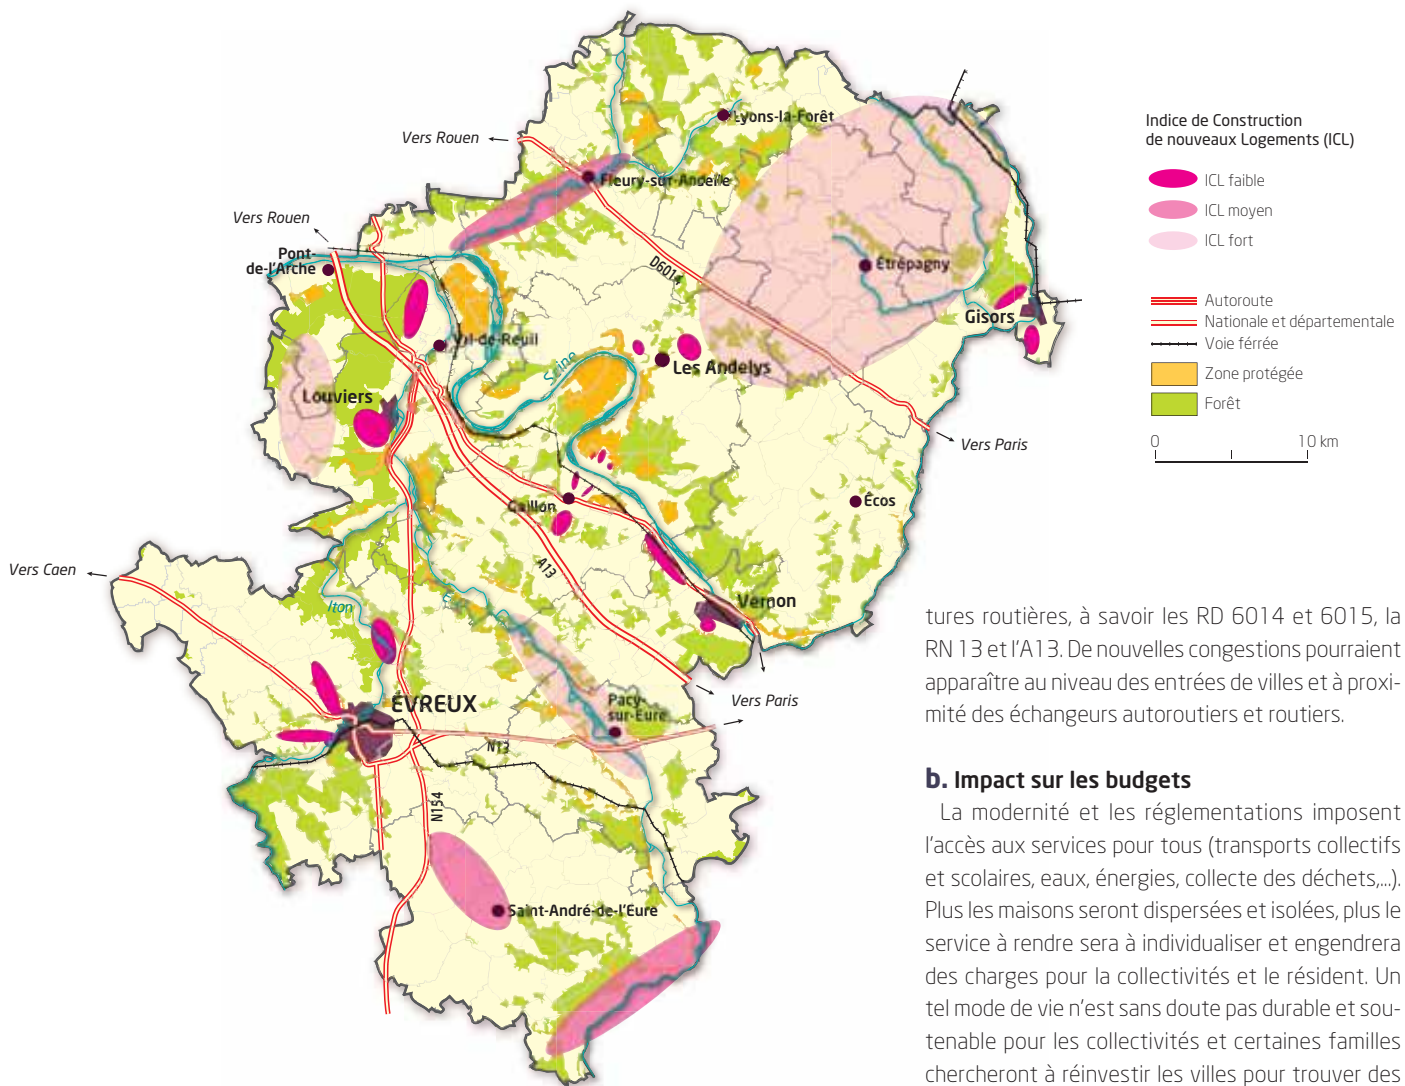 Vers Rouen
Lyons-la-Forêt
Fleury-sur-Andelle
Vers Rouen
Pont-
de-l'Arche
D6014
Étrépagny
Gisors
Val-de-Reuil
Seine
Les Andelys
Louviers
Vers Paris
Gaillon
Écos
A13
Vers Caen
Iton
Eure
Vernon
Vers Paris
ÉVREUX
Pacy-
sur-Eure
N13
N154
Saint-André-de-l'Eure
Indice de Construction
de nouveaux Logements (ICL)
ICL faible
ICL moyen
ICL fort
Autoroute
Nationale et départementale
Voie férrée
Zone protégée
Forêt
0 10 km
tures routières, à savoir les RD 6014 et 6015, la
RN 13 et l'A13. De nouvelles congestions pourraient
apparaître au niveau des entrées de villes et à proxi-
mité des échangeurs autoroutiers et routiers.
b. Impact sur les budgets
La modernité et les réglementations imposent
l'accès aux services pour tous (transports collectifs
et scolaires, eaux, énergies, collecte des déchets,...).
Plus les maisons seront dispersées et isolées, plus le
service à rendre sera à individualiser et engendrera
des charges pour la collectivités et le résident. Un
tel mode de vie n'est sans doute pas durable et sou-
tenable pour les collectivités et certaines familles
chercheront à réinvestir les villes pour trouver des